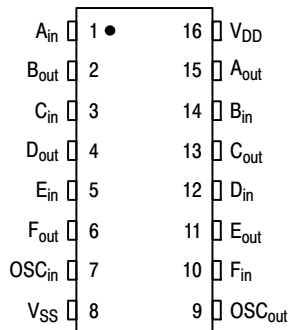 A_in 1 16 V_DD
B_out 2 15 A_out
C_in 3 14 B_in
D_out 4 13 C_out
E_in 5 12 D_in
F_out 6 11 E_out
OSC_in 7 10 F_in
V_SS 8 9 OSC_out